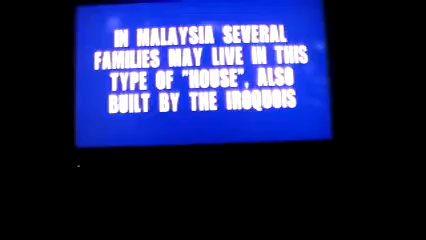 IN MALAYSIA SEVERAL
FAMILIES MAY LIVE IN THIS
TYPE OF "HOUSE", ALSO
BUILT BY THE IROQUOIS